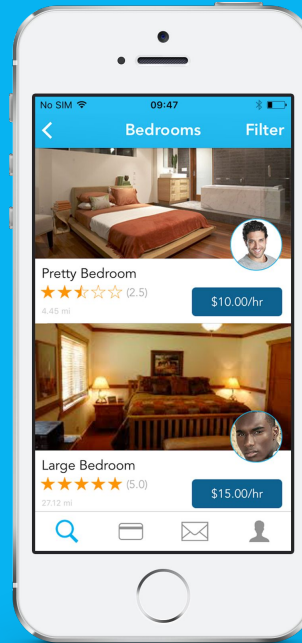 No SIM 09:47
Bedrooms Filter
Pretty Bedroom
(2.5)
4.45 mi
$10.00/hr
Large Bedroom
(5.0)
27.12 mi
$15.00/hr